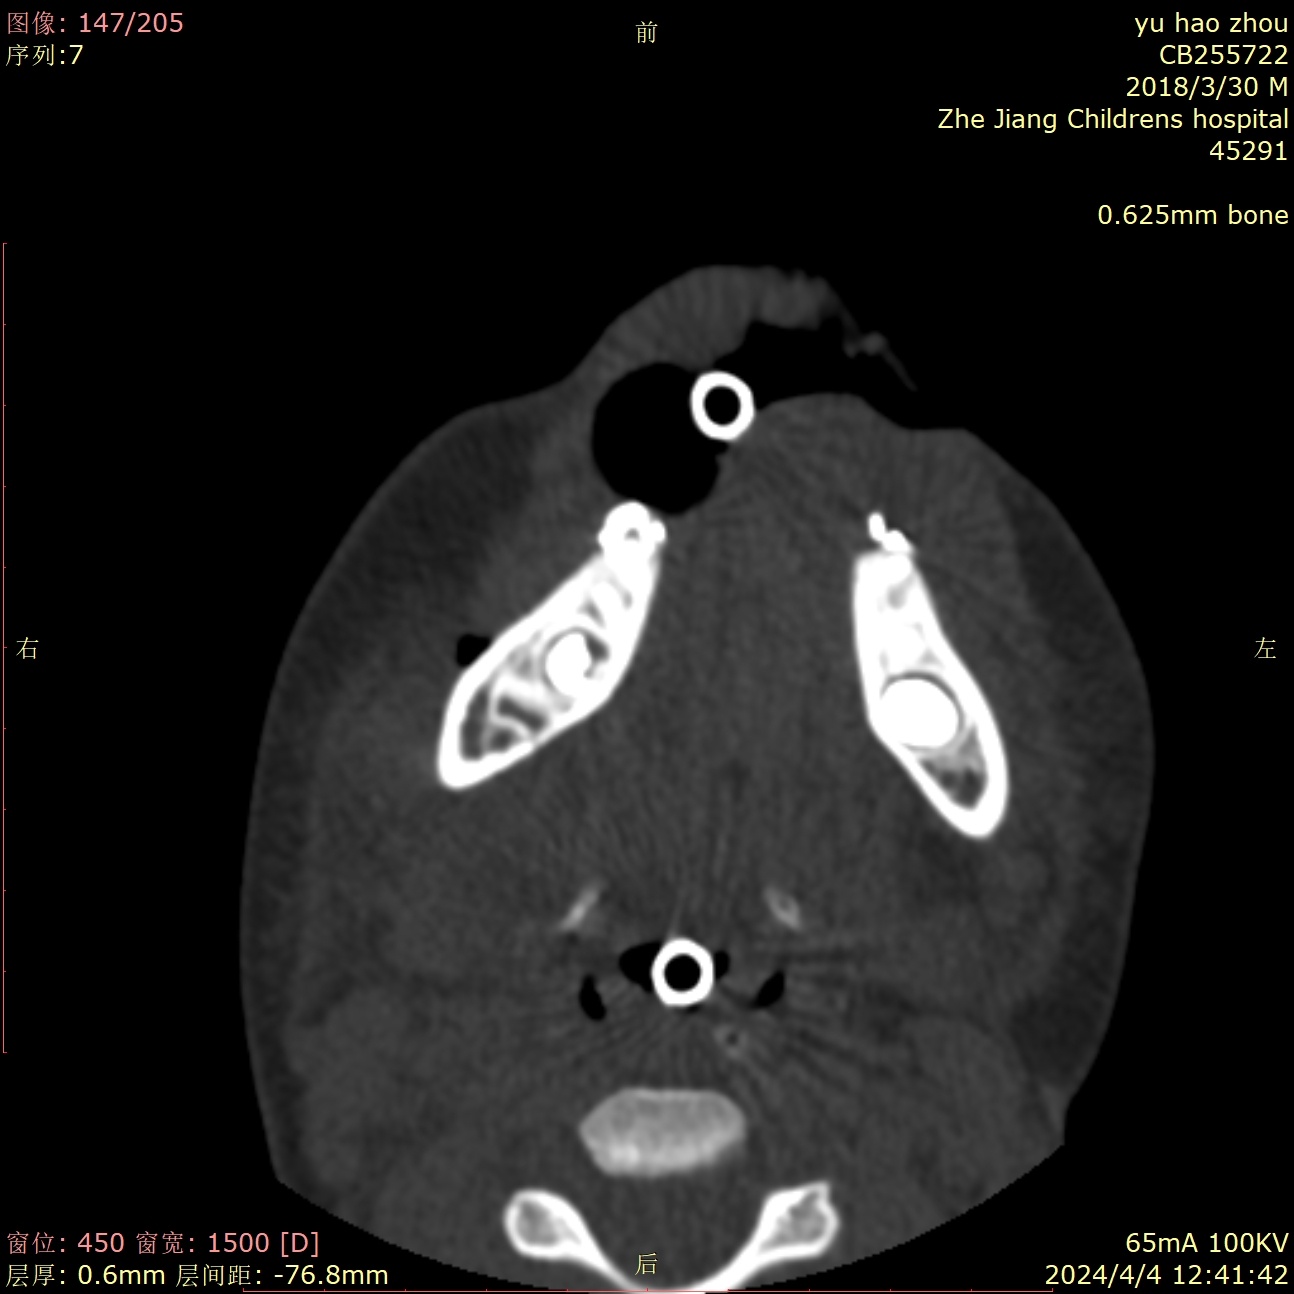 图像: 147/205
序列:7
前
yu hao zhou
CB255722
2018/3/30 M
Zhe Jiang Childrens hospital
45291
0.625mm bone
右
左
后
窗位: 450 窗宽: 1500 [D]
层厚: 0.6mm 层间距: -76.8mm
65mA 100KV
2024/4/4 12:41:42